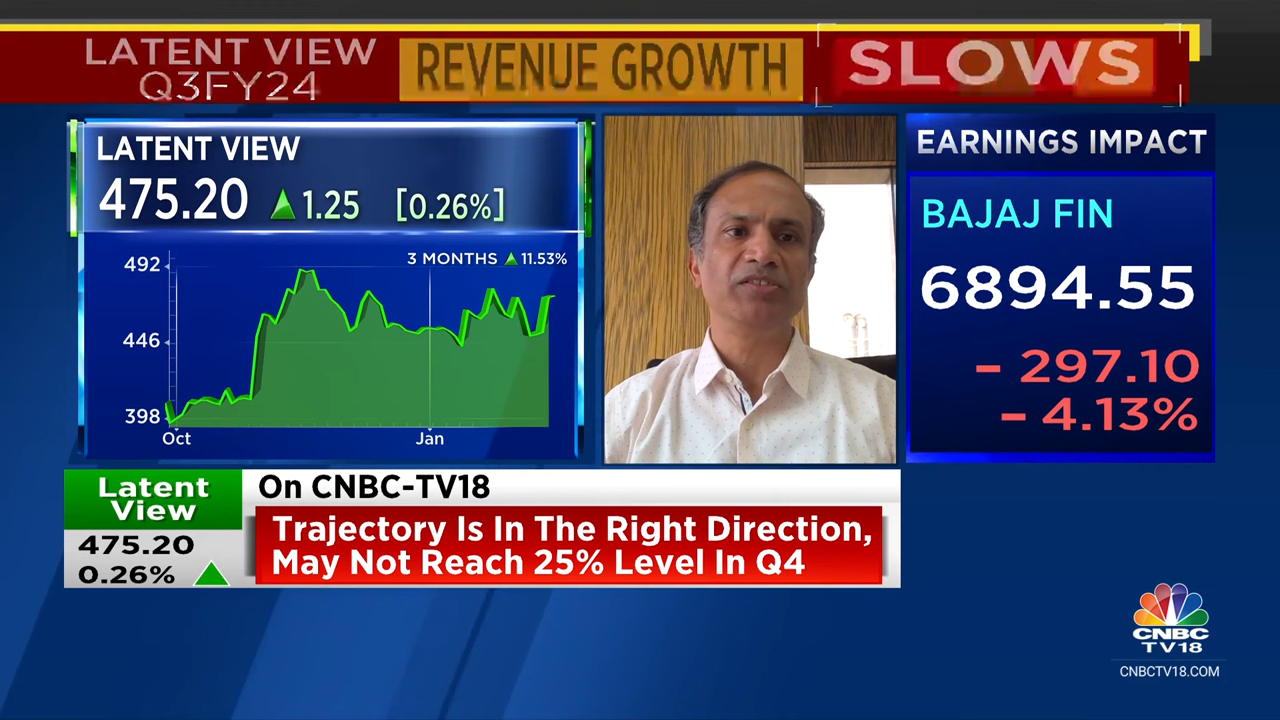 LATENT VIEW
Q3FY24
REVENUE GROWTH
SLOWS
LATENT VIEW
475.20 ▲ 1.25 [0.26%]
3 MONTHS ▲ 11.53%
492
446
398
Oct Jan
EARNINGS IMPACT
BAJAJ FIN
6894.55
- 297.10
- 4.13%
Latent
View
475.20
0.26% ▲
On CNBC-TV18
Trajectory Is In The Right Direction,
May Not Reach 25% Level In Q4
CNBC
TV18
CNBCTV18.COM